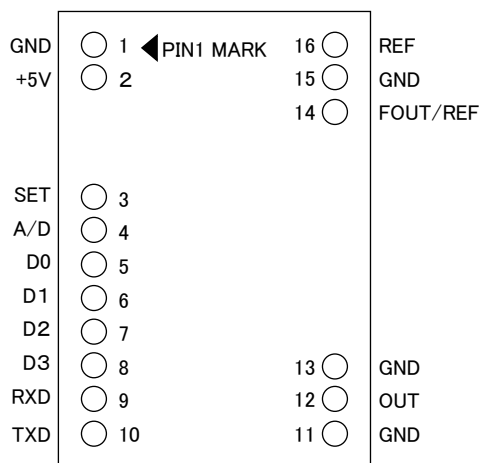 GND 1 PIN1 MARK 16 REF
+5V 2 15 GND
14 FOUT/REF
SET 3
A/D 4
D0 5
D1 6
D2 7
D3 8 13 GND
RXD 9 12 OUT
TXD 10 11 GND